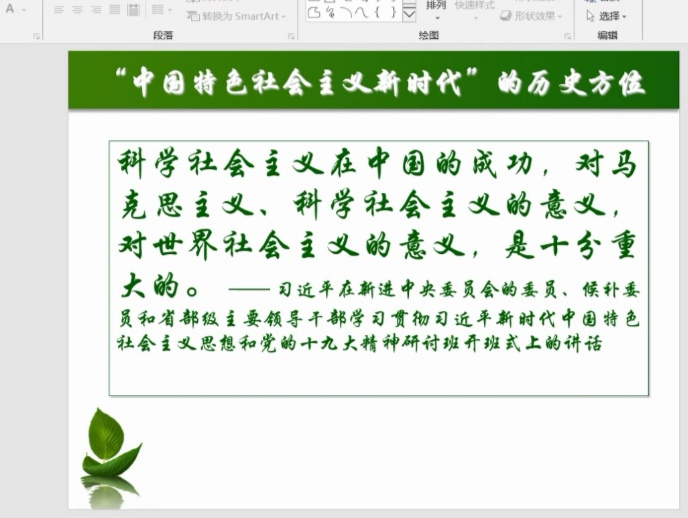 A
转换为 SmartArt
排列
快速样式
形状效果
选择
段落
绘图
编辑
“中国特色社会主义新时代”的历史方位
科学社会主义在中国的成功，对马
克思主义、科学社会主义的意义，
对世界社会主义的意义，是十分重
大的。 ——习近平在新进中央委员会的委员、候补委
员和省部级主要领导干部学习贯彻习近平新时代中国特色
社会主义思想和党的十九大精神研讨班开班式上的讲话